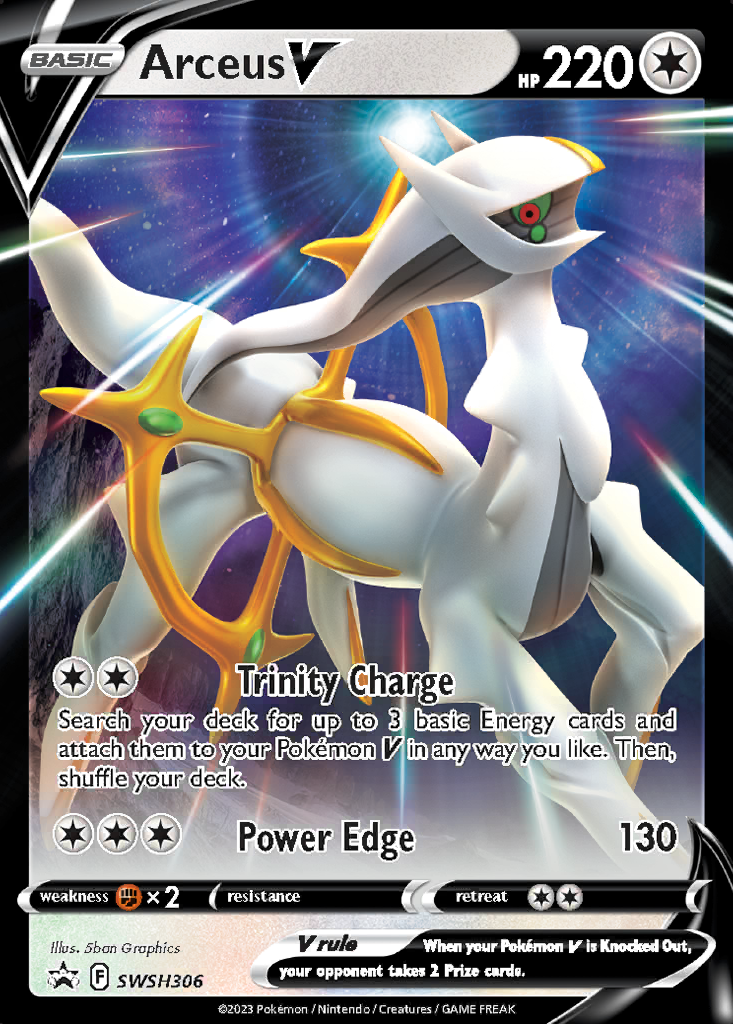 BASIC Arceus V HP 220
Trinity Charge
Search your deck for up to 3 basic Energy cards and
attach them to your Pokémon V in any way you like. Then,
shuffle your deck.
Power Edge 130
weakness ×2 resistance retreat
Illus. 5ban Graphics
V rule When your Pokémon V is Knocked Out,
your opponent takes 2 Prize cards.
F SWSH306
©2023 Pokémon / Nintendo / Creatures / GAME FREAK